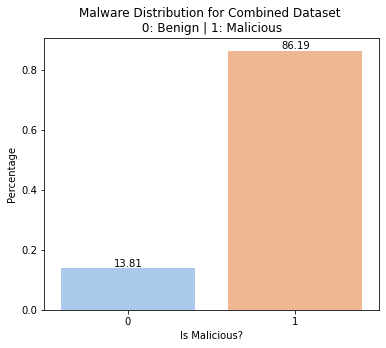 Malware Distribution for Combined Dataset
0: Benign | 1: Malicious
86.19
0.8
0.6
Percentage
0.4
0.2
13.81
0.0
0
1
Is Malicious?